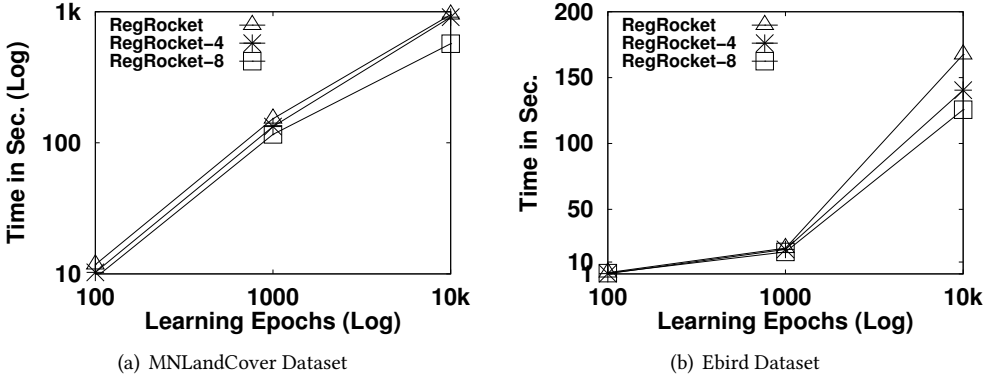 1k
100
10
Time in Sec. (Log)
RegRocket
RegRocket-4
RegRocket-8
100 1000 10k
Learning Epochs (Log)
(a) MNLandCover Dataset
200
150
100
50
10
1
Time in Sec.
RegRocket
RegRocket-4
RegRocket-8
100 1000 10k
Learning Epochs (Log)
(b) Ebird Dataset